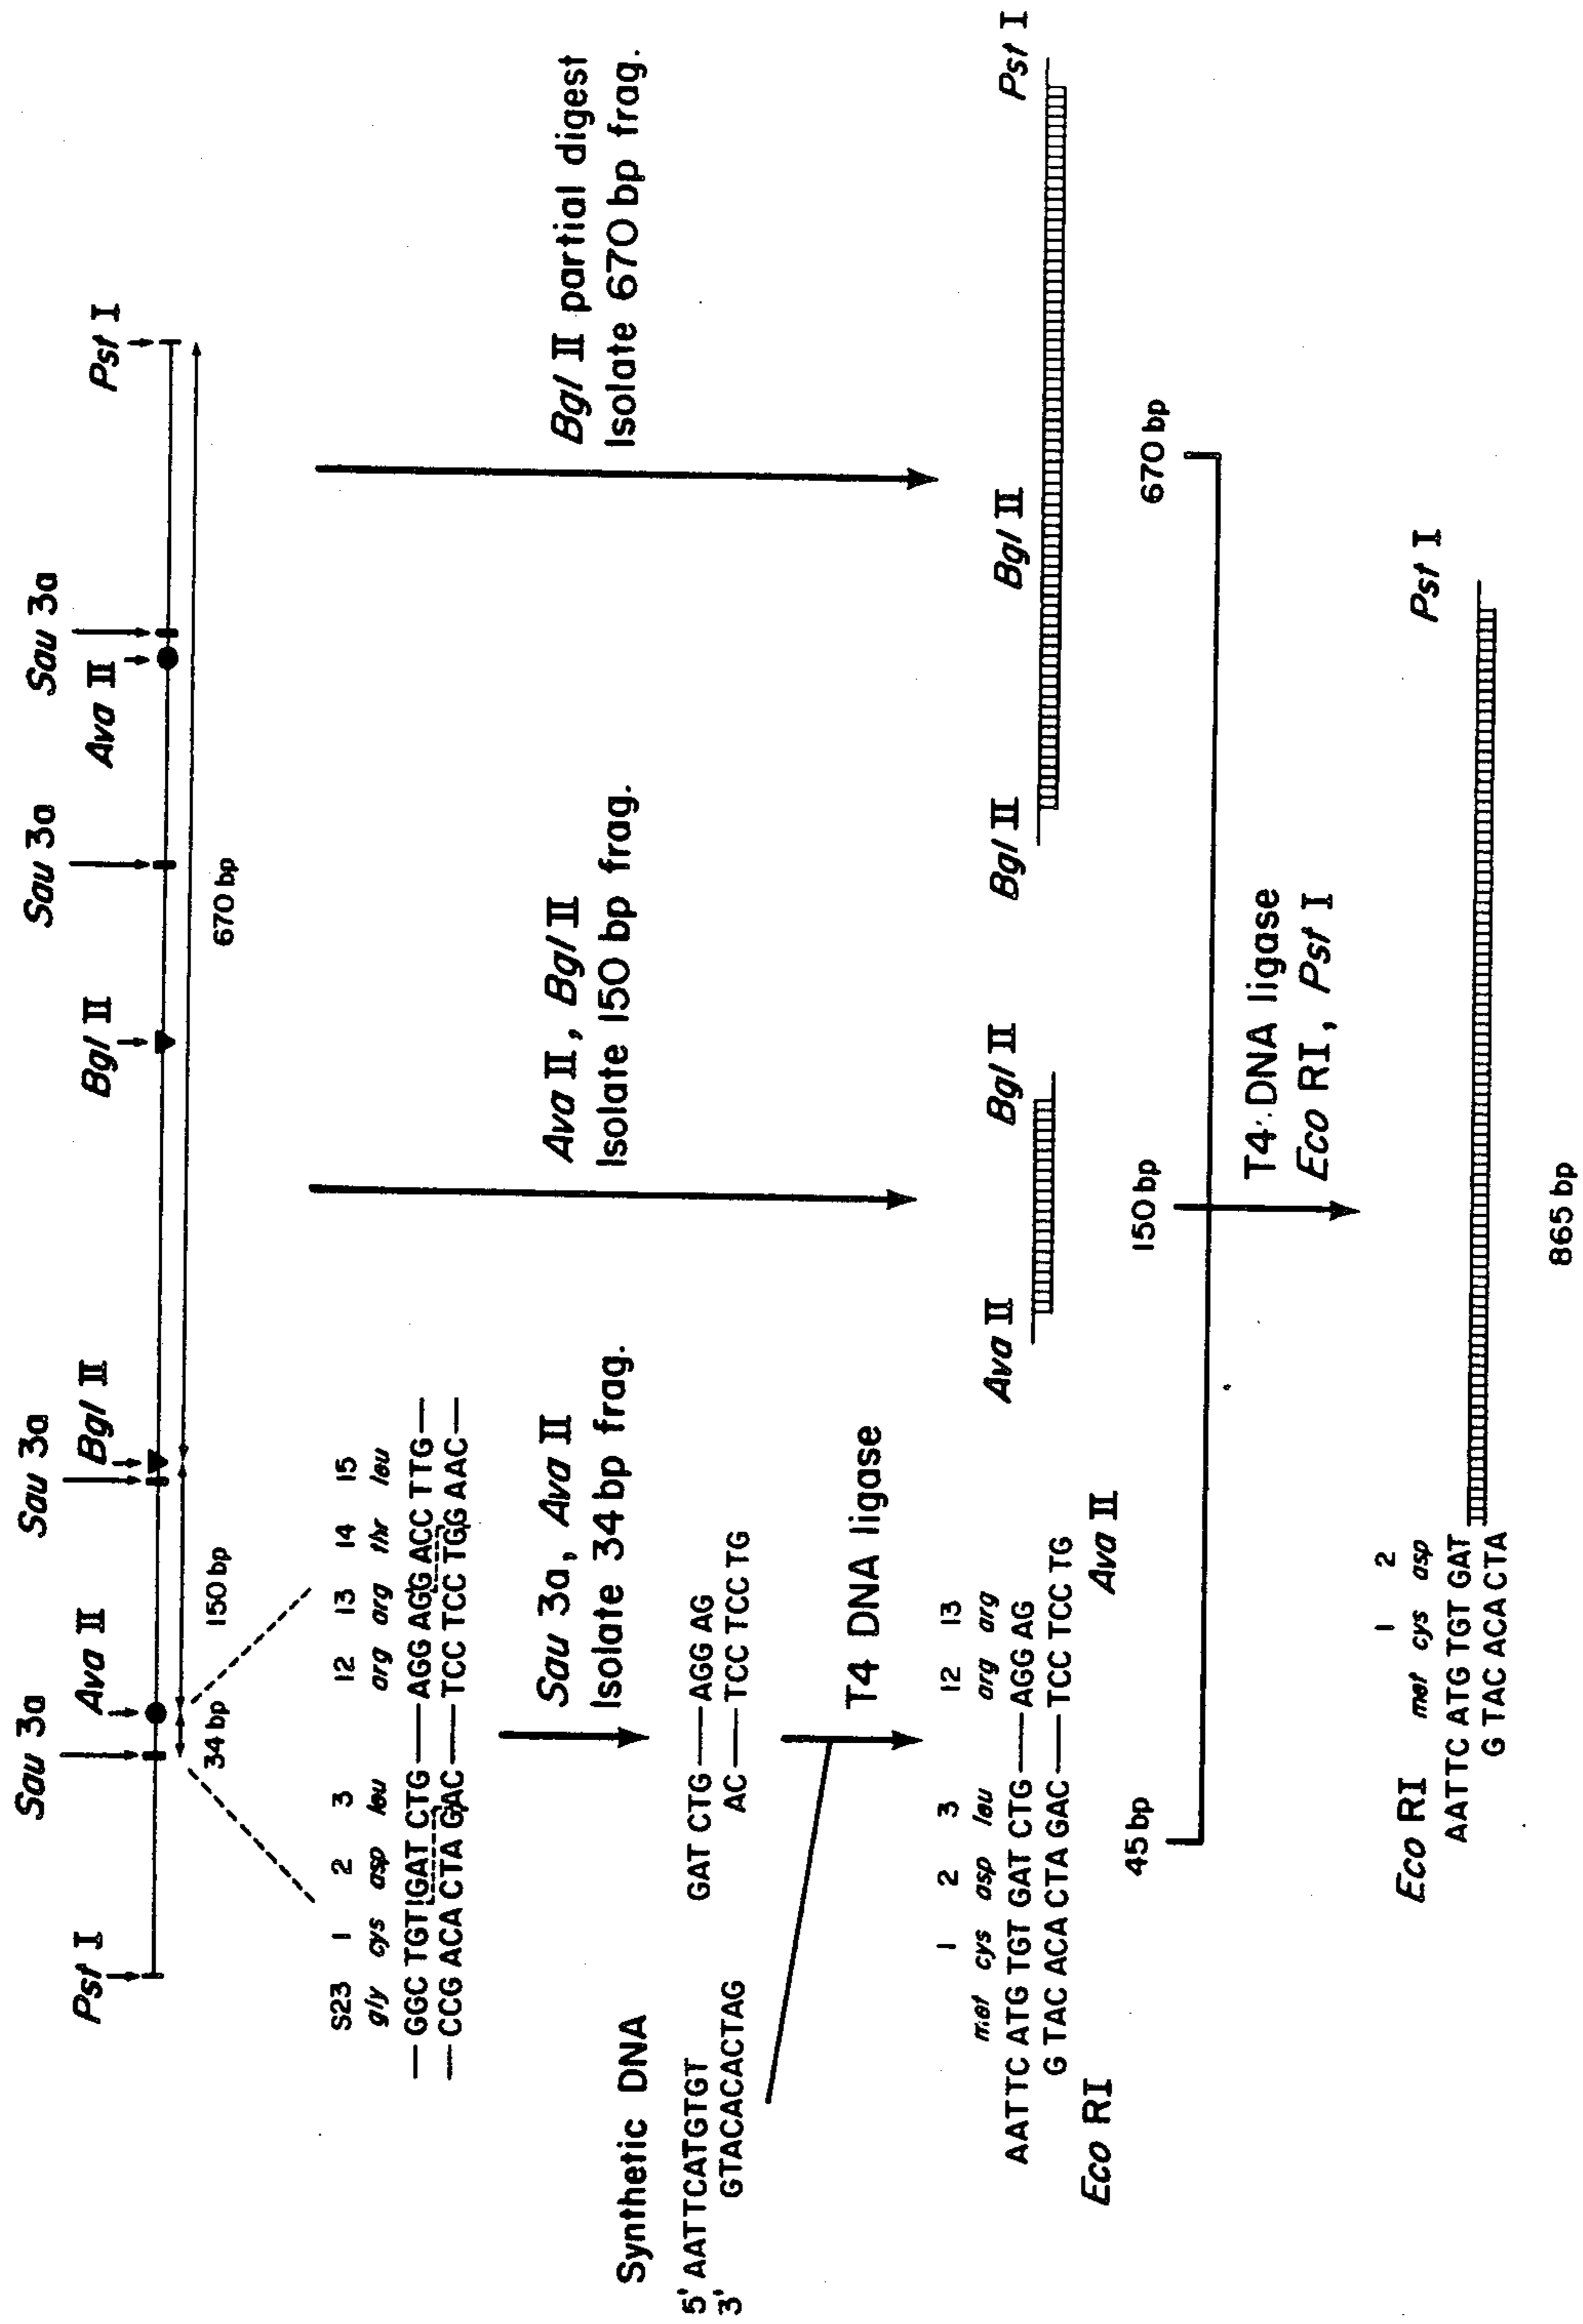 Pst I
Sau 3a
Ava II
Sau 3a
Bgl II
Bgl II
Sau 3a
Ava II
Sau 3a
Pst I
34 bp
150 bp
670 bp
S23 1 2 3 12 13 14 15
gly cys asp leu arg arg thr leu
—GGC TGT GAT CTG——AGG AGG ACC TTG—
—CCG ACA CTA GAC——TCC TCC TGG AAC—
Sau 3a, Ava II
Isolate 34 bp frag.
Ava II, Bgl II
Isolate 150 bp frag.
Bgl II partial digest
Isolate 670 bp frag.
Synthetic DNA
5' AATTCATGTGT
3' GTACACACTAG
GAT CTG——AGG AG
AC——TCC TCC TG
T4 DNA ligase
1 2 3 12 13
met cys asp leu arg arg
AATTC ATG TGT GAT CTG——AGG AG
G TAC ACA CTA GAC——TCC TCC TG
Eco RI
Ava II
Ava II
Bgl II
Bgl II
Bgl II
Pst I
45 bp
150 bp
670 bp
T4 DNA ligase
Eco RI, Pst I
Eco RI
1 2
met cys asp
AATTC ATG TGT GAT
G TAC ACA CTA
Pst I
865 bp